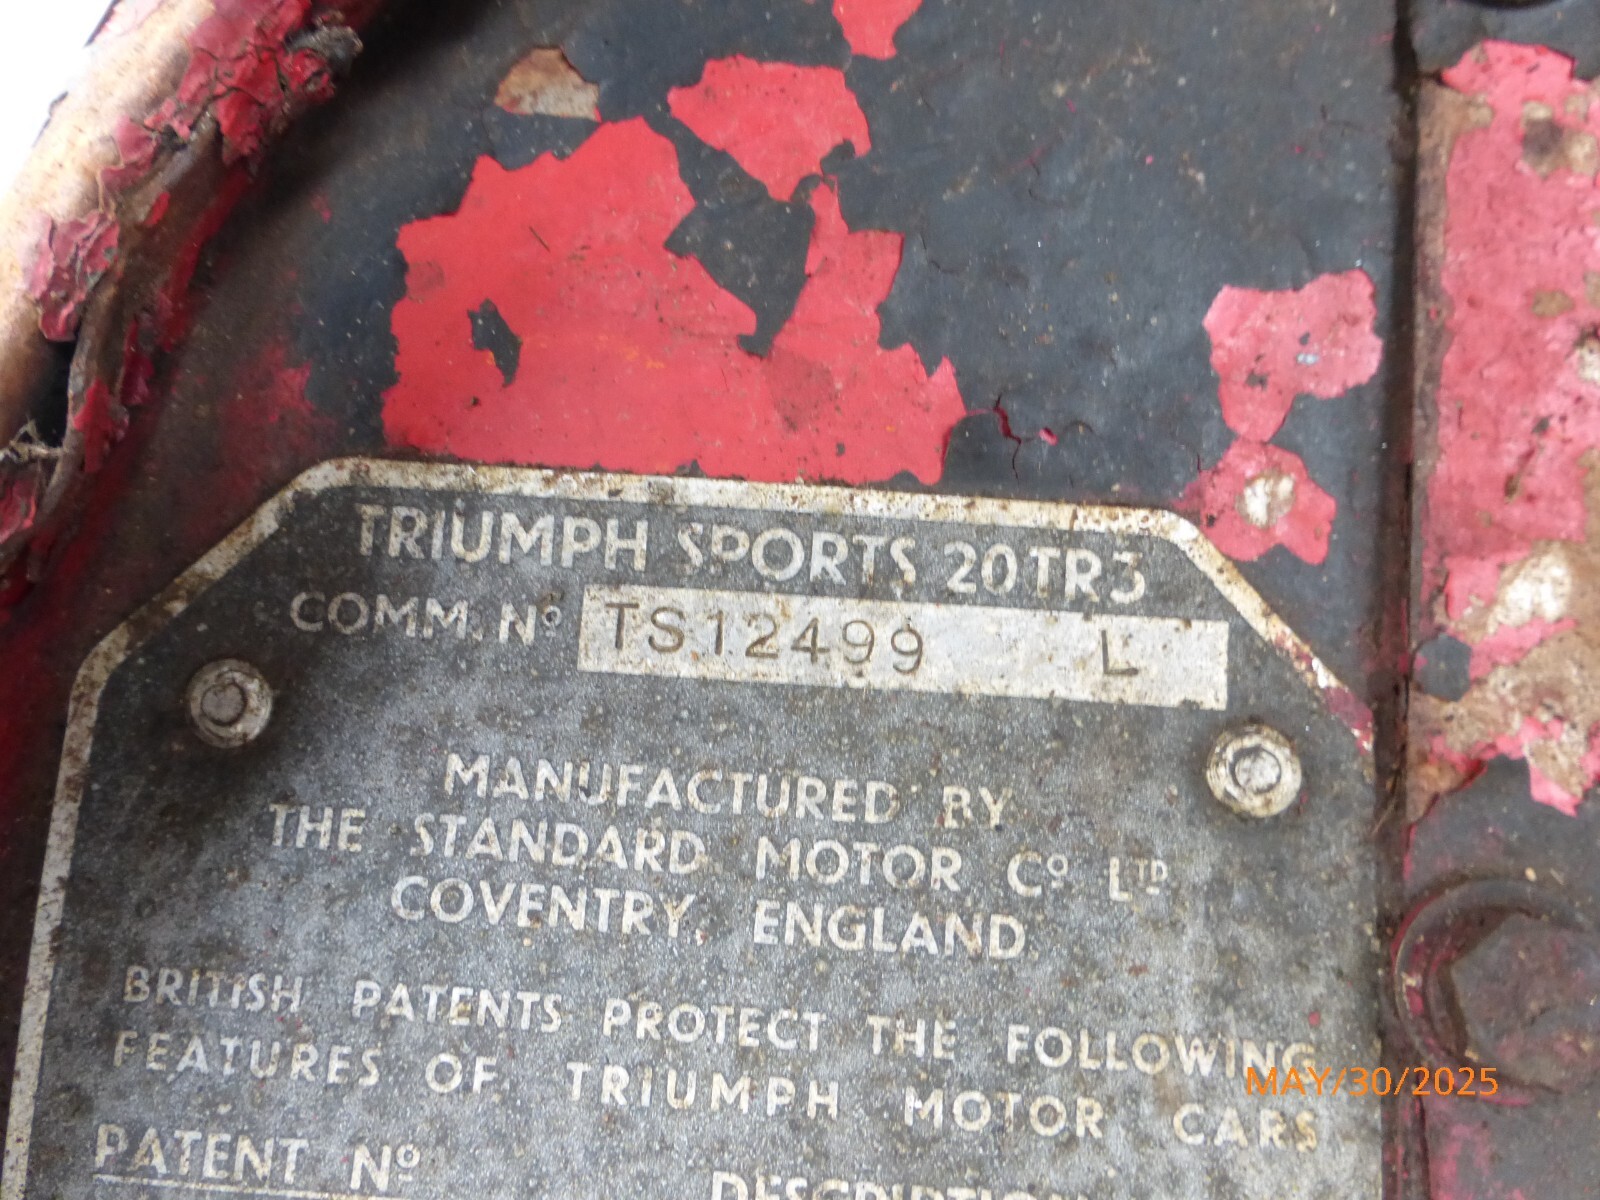 TRIUMPH SPORTS 20TR3
COMM. Nº TS12499 L
MANUFACTURED BY
THE STANDARD MOTOR Cº LTD
COVENTRY, ENGLAND.
BRITISH PATENTS PROTECT THE FOLLOWING
FEATURES OF TRIUMPH MOTOR CARS
MAY/30/2025
PATENT Nº DESCRIPTION